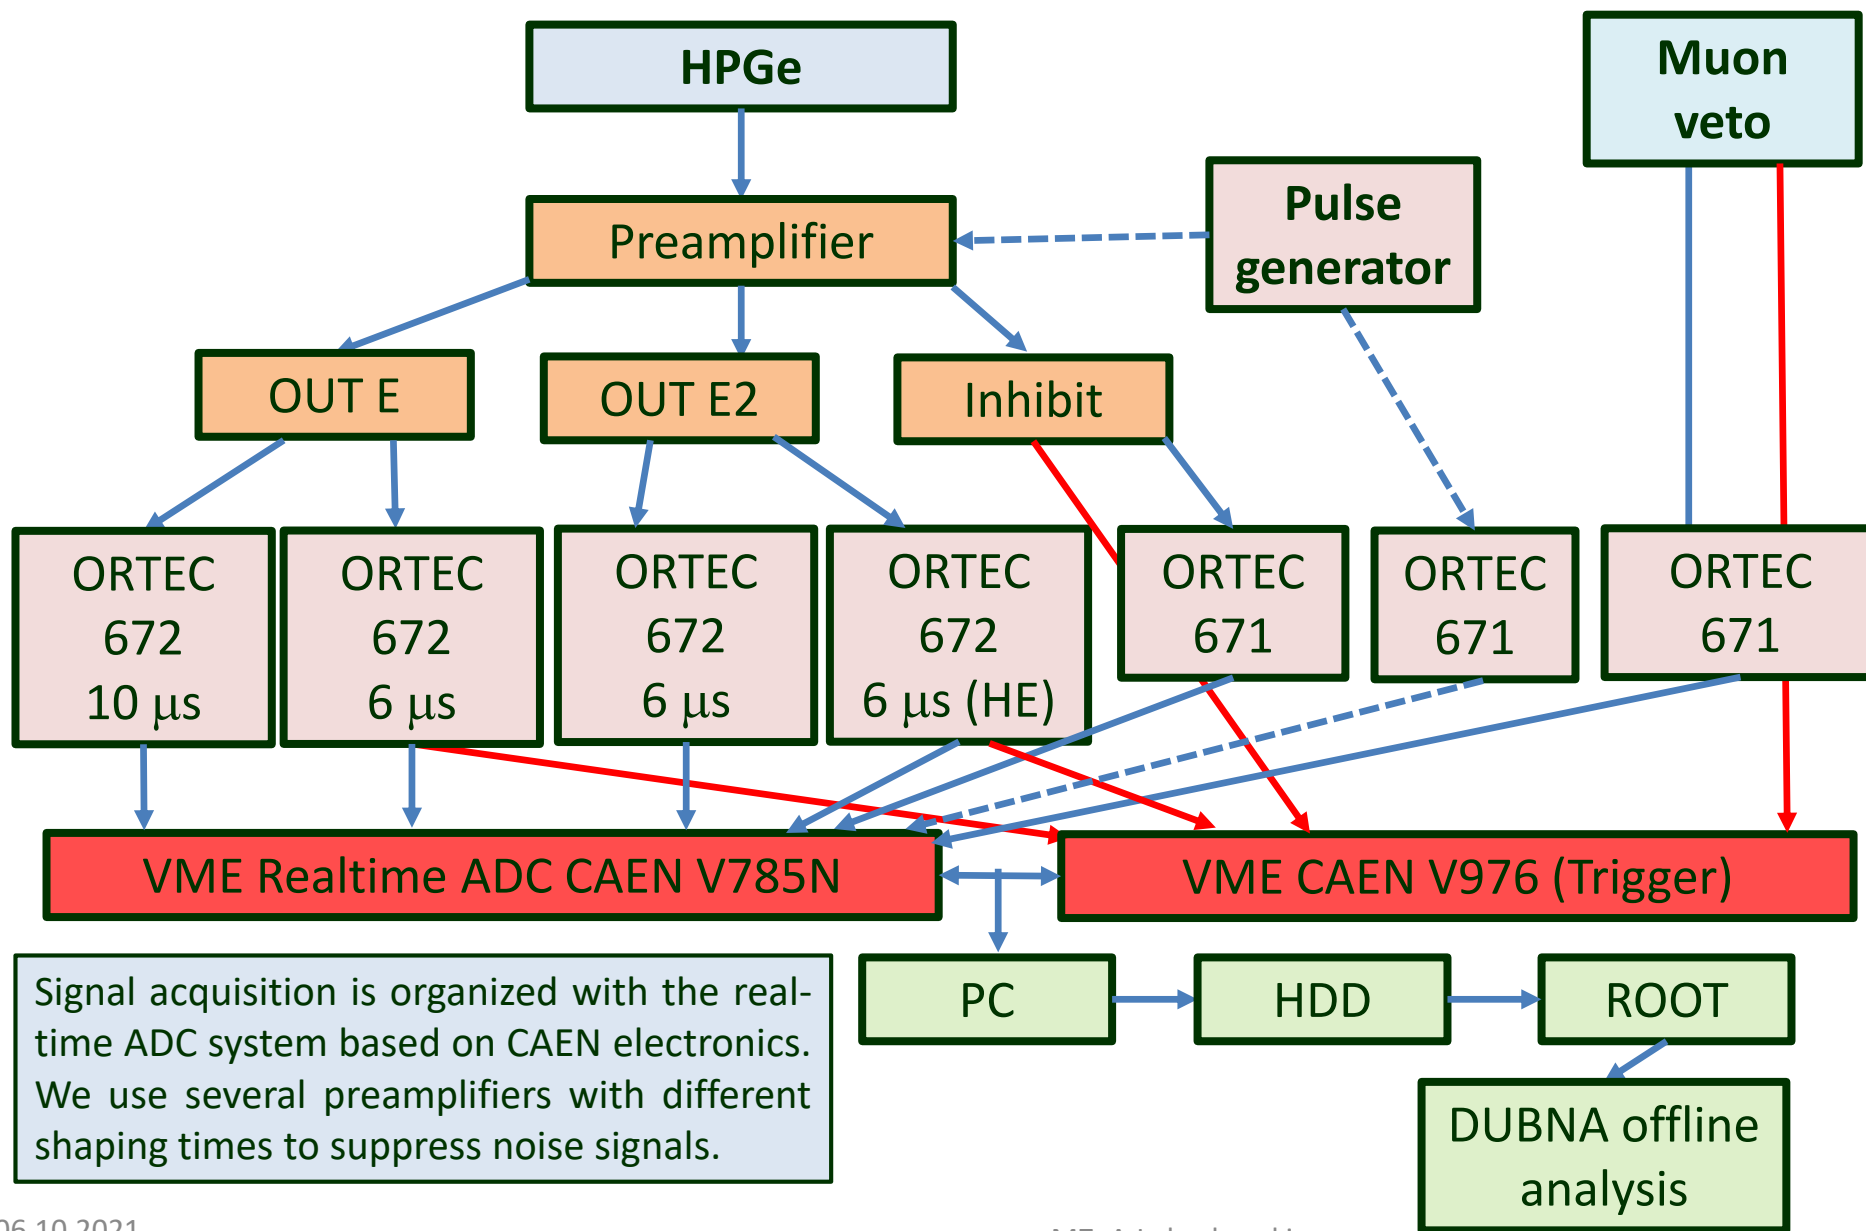 HPGe
Muon
veto
Pulse
generator
Preamplifier
OUT E
OUT E2
Inhibit
ORTEC
672
10 μs
ORTEC
672
6 μs
ORTEC
672
6 μs
ORTEC
672
6 μs (HE)
ORTEC
671
ORTEC
671
ORTEC
671
VME Realtime ADC CAEN V785N
VME CAEN V976 (Trigger)
Signal acquisition is organized with the real-
time ADC system based on CAEN electronics.
We use several preamplifiers with different
shaping times to suppress noise signals.
PC
HDD
ROOT
DUBNA offline
analysis
06.10.2021